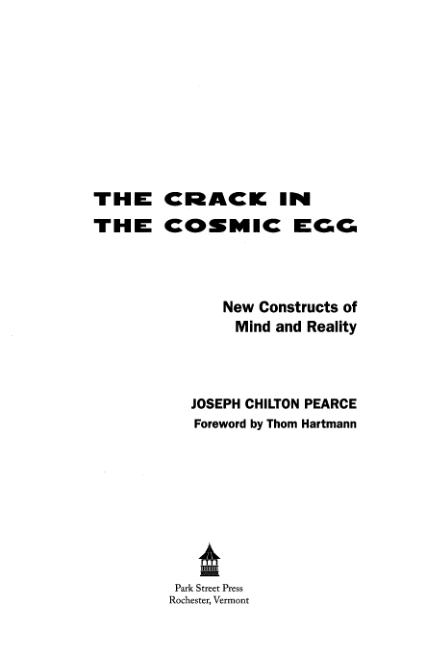 THE CRACK IN
THE COSMIC EGG
New Constructs of
Mind and Reality
JOSEPH CHILTON PEARCE
Foreword by Thom Hartmann
Park Street Press
Rochester, Vermont